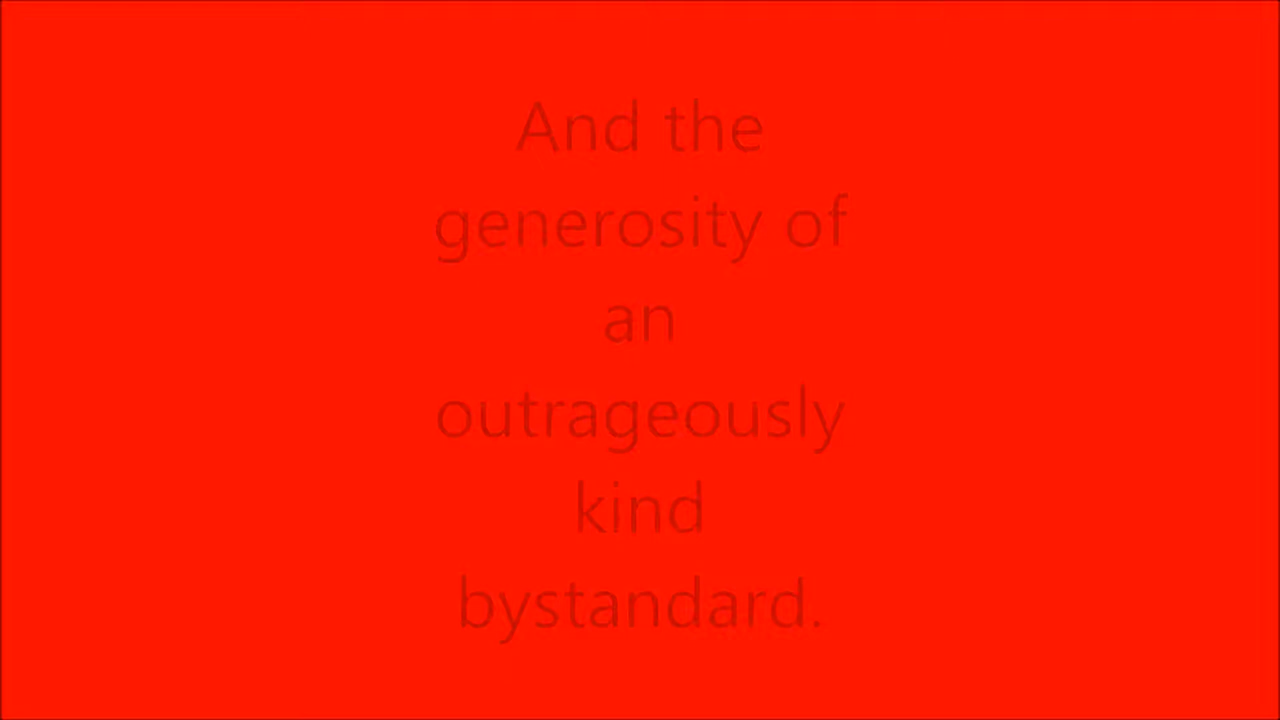 And the
generosity of
an
outrageously
kind
bystandard.